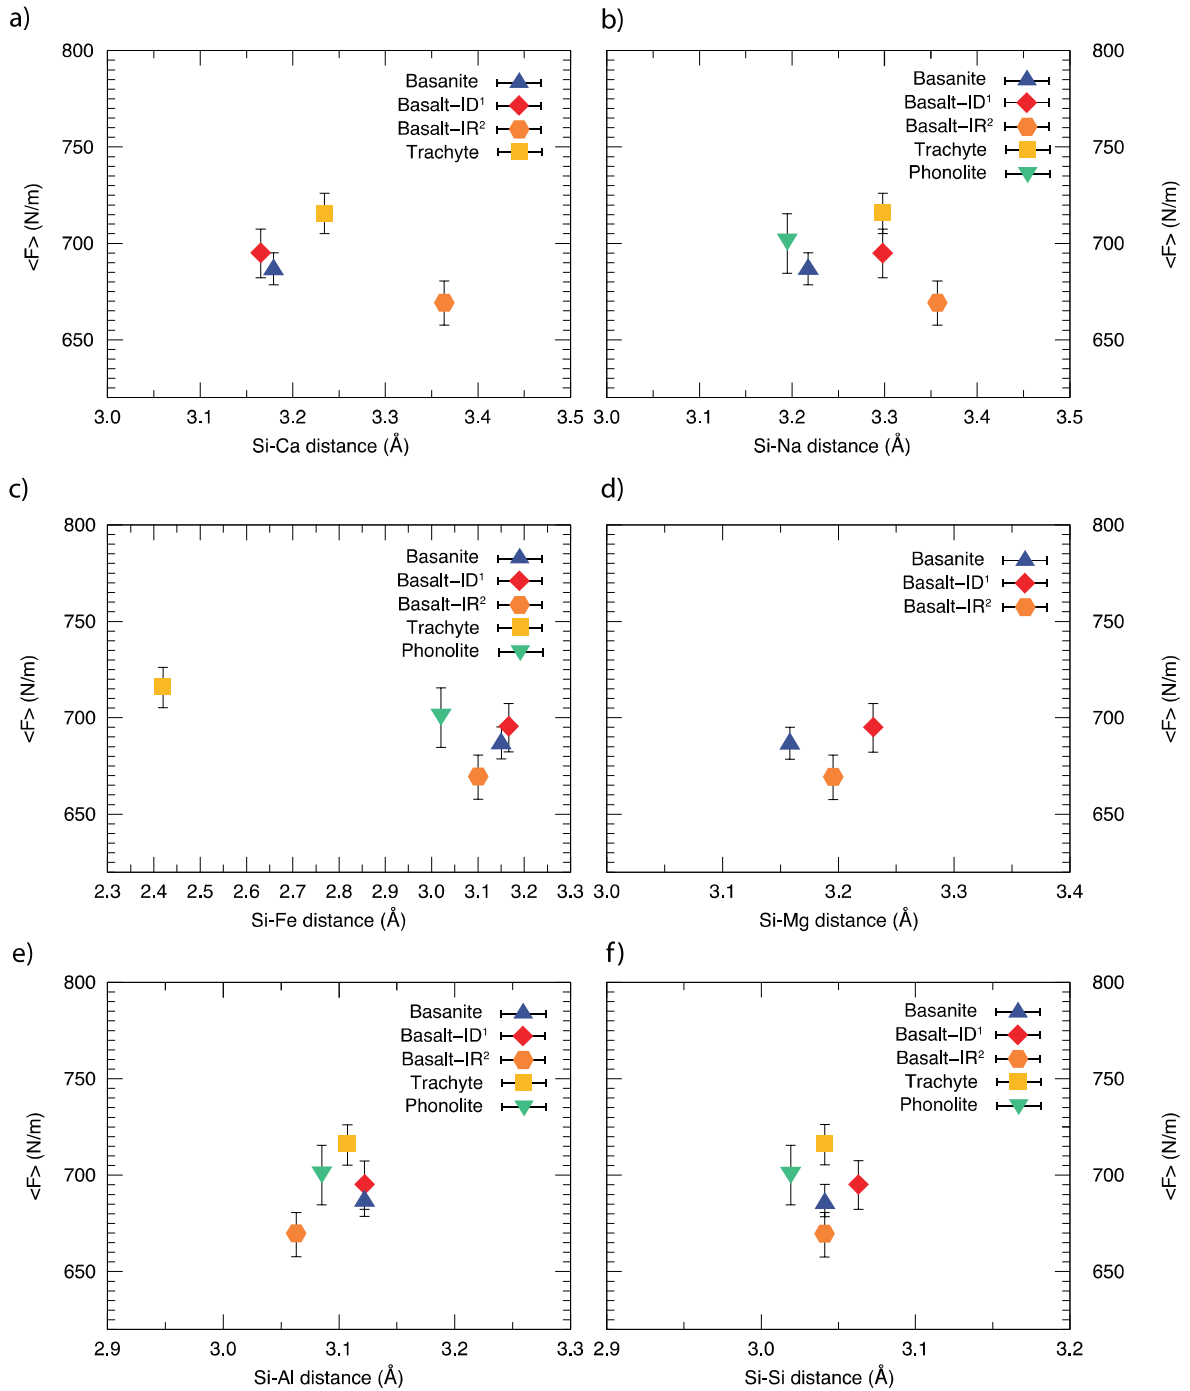 a)
800
750
700
650
<F> (N/m)
Basanite
Basalt–ID¹
Basalt–IR²
Trachyte
3.0 3.1 3.2 3.3 3.4 3.5
Si-Ca distance (Å)
b)
800
750
700
650
<F> (N/m)
Basanite
Basalt–ID¹
Basalt–IR²
Trachyte
Phonolite
3.0 3.1 3.2 3.3 3.4 3.5
Si-Na distance (Å)
c)
800
750
700
650
<F> (N/m)
Basanite
Basalt–ID¹
Basalt–IR²
Trachyte
Phonolite
2.3 2.4 2.5 2.6 2.7 2.8 2.9 3.0 3.1 3.2 3.3
Si-Fe distance (Å)
d)
800
750
700
650
<F> (N/m)
Basanite
Basalt–ID¹
Basalt–IR²
3.0 3.1 3.2 3.3 3.4
Si-Mg distance (Å)
e)
800
750
700
650
<F> (N/m)
Basanite
Basalt–ID¹
Basalt–IR²
Trachyte
Phonolite
2.9 3.0 3.1 3.2 3.3
Si-Al distance (Å)
f)
800
750
700
650
<F> (N/m)
Basanite
Basalt–ID¹
Basalt–IR²
Trachyte
Phonolite
2.9 3.0 3.1 3.2
Si-Si distance (Å)